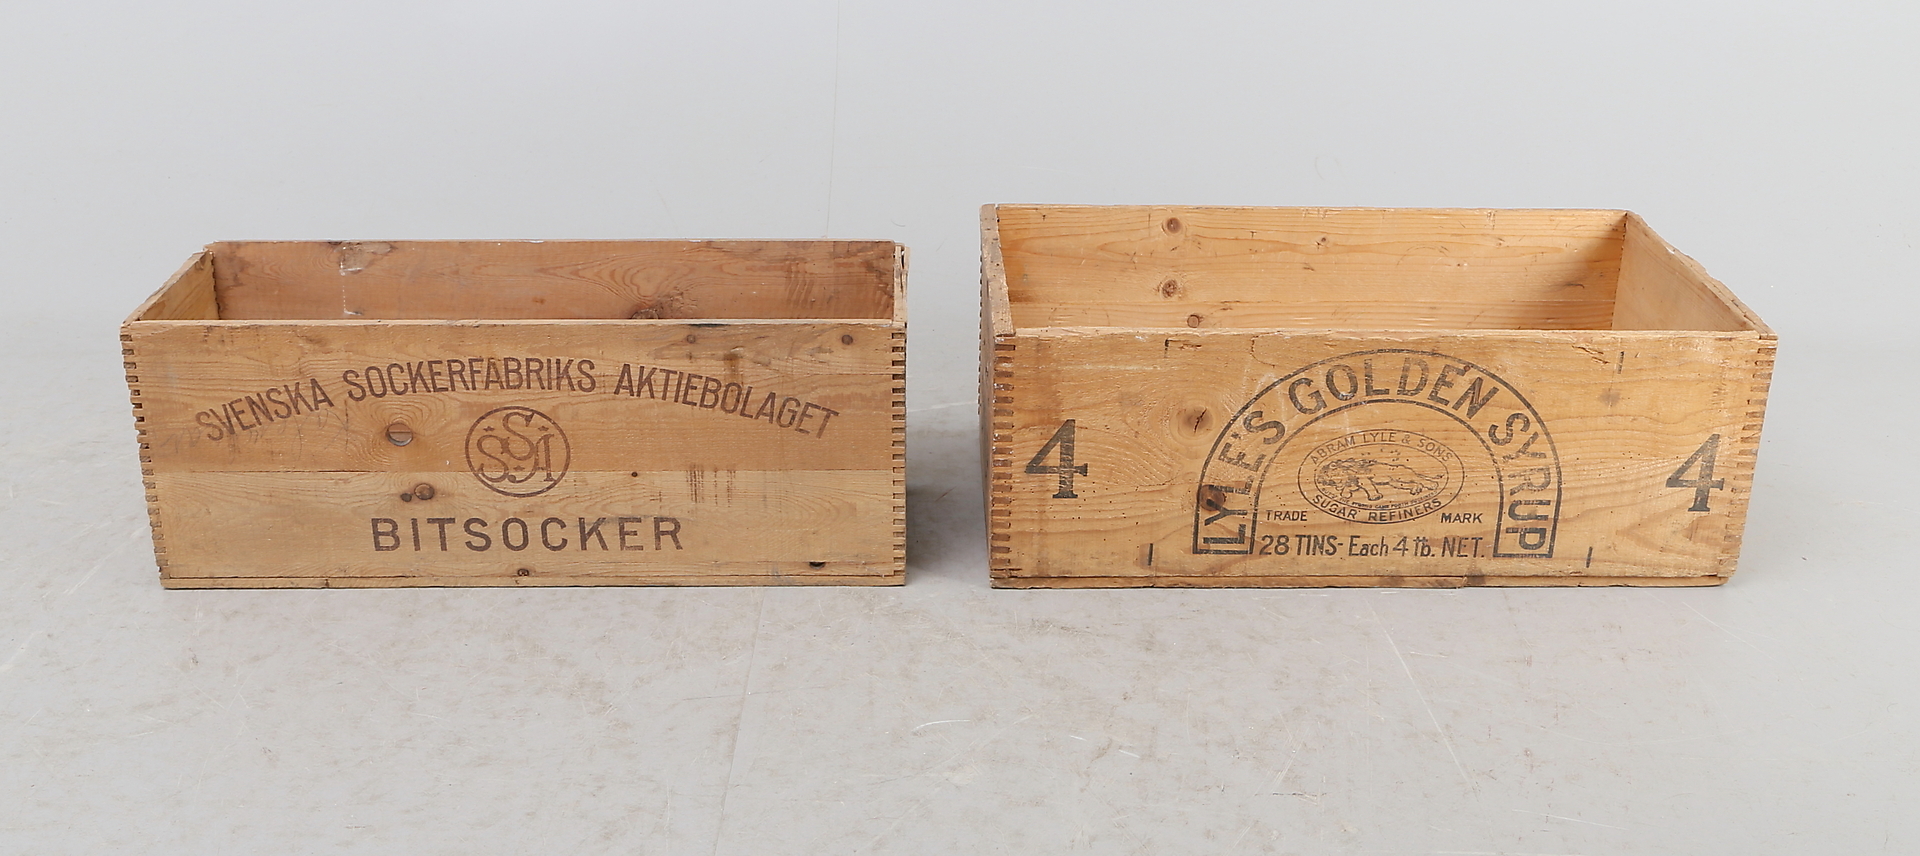 SVENSKA SOCKERFABRIKS AKTIEBOLAGET
SSA
BITSOCKER
LYLE'S GOLDEN SYRUP
ABRAM LYLE & SONS
SUGAR REFINERS
TRADE MARK
28 TINS- Each 4 lb. NET.
4
4